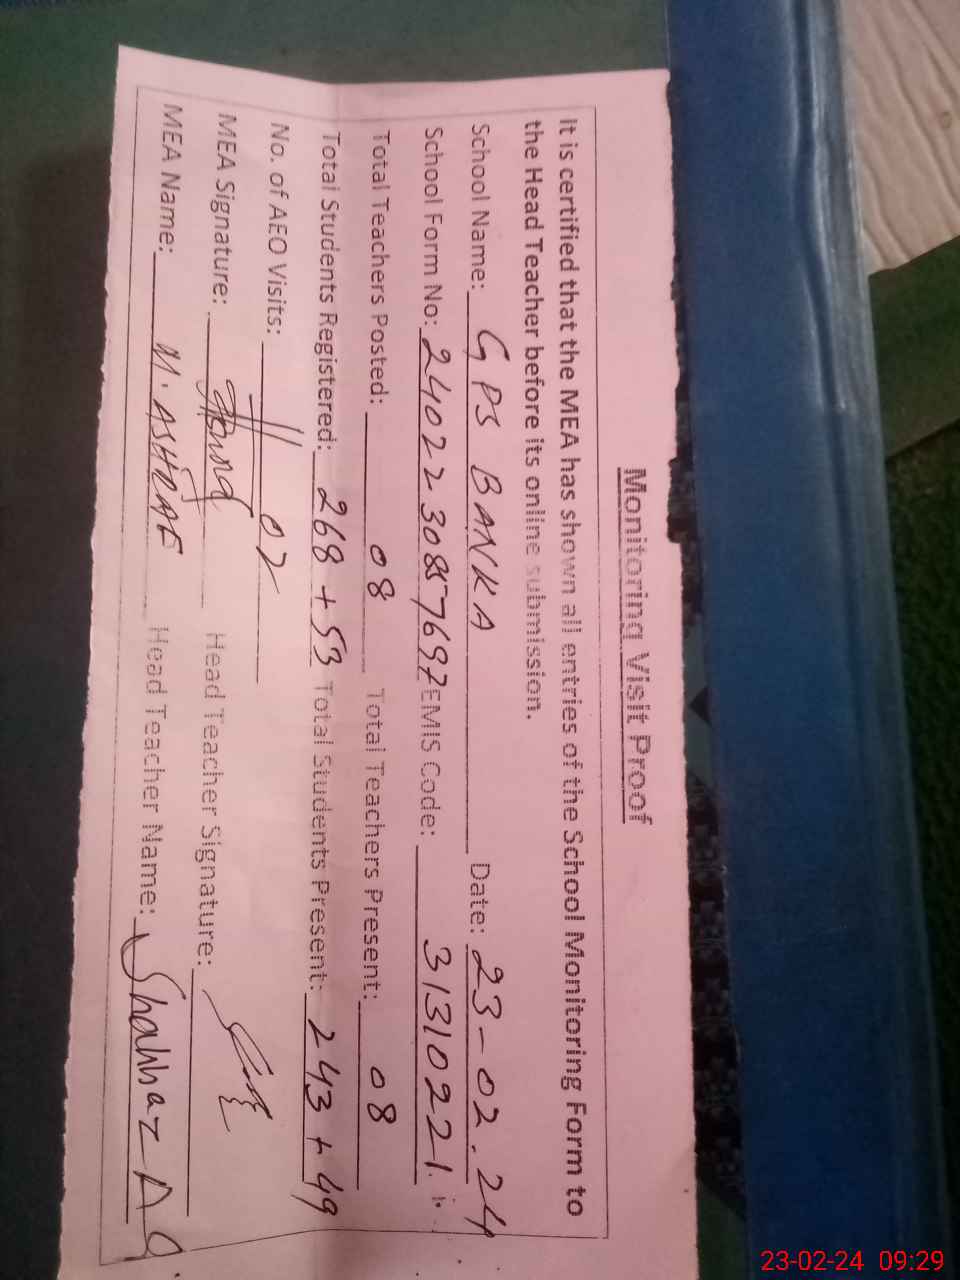 Monitoring Visit Proof
It is certified that the MEA has shown all entries of the School Monitoring Form to
the Head Teacher before its online submission.
School Name: GPS BANKA Date: 23-02-24
School Form No: 2402230857692 EMIS Code: 31310221
Total Teachers Posted: 08 Total Teachers Present: 08
Total Students Registered: 268 + 53 Total Students Present: 243 + 49
No. of AEO Visits: 02
MEA Signature: Head Teacher Signature:
MEA Name: M. ASHRAF Head Teacher Name: Shahbaz A
23-02-24 09:29